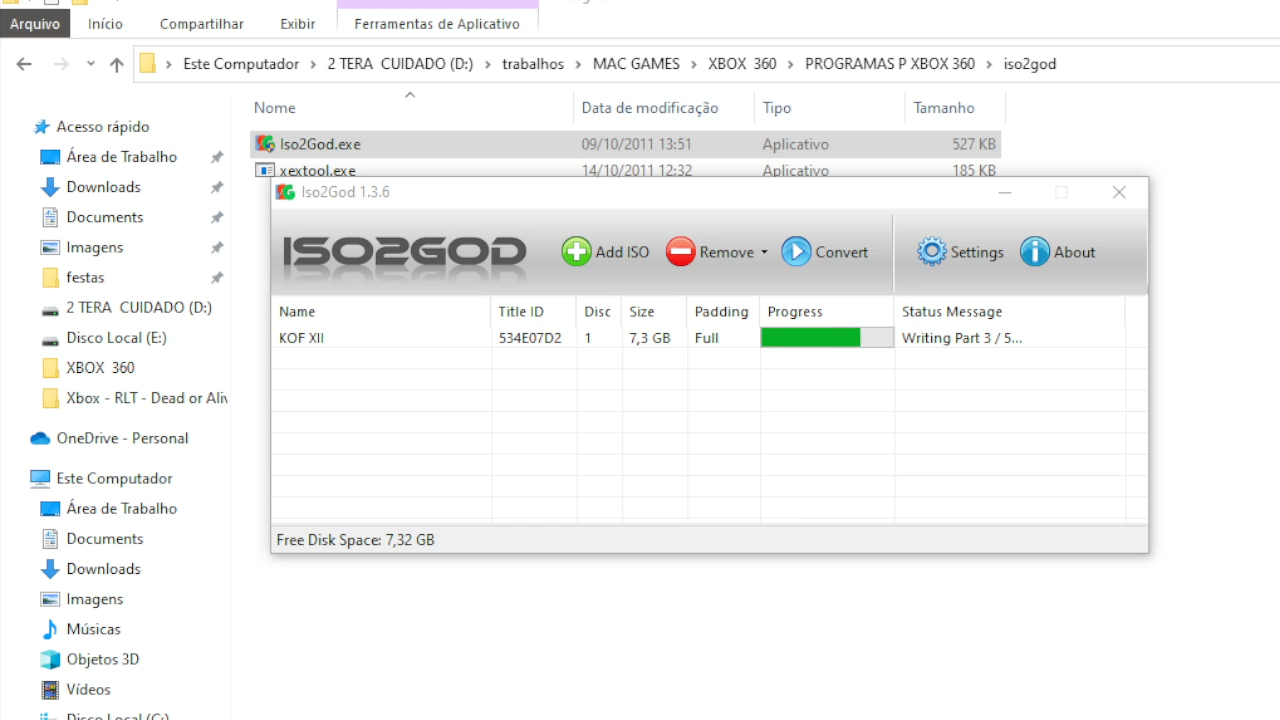 Arquivo Início Compartilhar Exibir Ferramentas de Aplicativo
Este Computador 2 TERA CUIDADO (D:) trabalhos MAC GAMES XBOX 360 PROGRAMAS P XBOX 360 iso2god
Nome Data de modificação Tipo Tamanho
Acesso rápido
Área de Trabalho
Downloads
Documents
Imagens
festas
2 TERA CUIDADO (D:)
Disco Local (E:)
XBOX 360
Xbox - RLT - Dead or Aliv
OneDrive - Personal
Este Computador
Área de Trabalho
Documents
Downloads
Imagens
Músicas
Objetos 3D
Vídeos
Disco Local (C:)
Iso2God.exe 09/10/2011 13:51 Aplicativo 527 KB
xextool.exe 14/10/2011 12:32 Aplicativo 185 KB
Iso2God 1.3.6
ISO2GOD Add ISO Remove Convert Settings About
Name Title ID Disc Size Padding Progress Status Message
KOF XII 534E07D2 1 7,3 GB Full Writing Part 3 / 5...
Free Disk Space: 7,32 GB